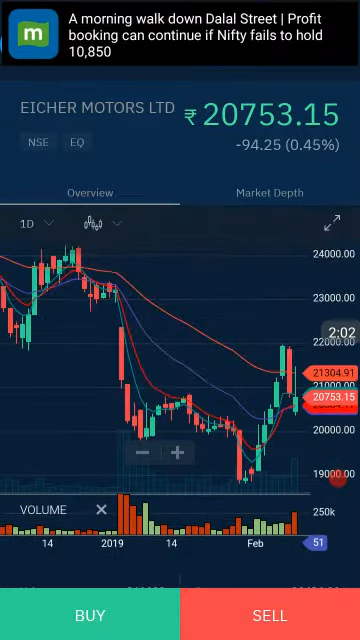 m
A morning walk down Dalal Street | Profit
booking can continue if Nifty fails to hold
10,850
EICHER MOTORS LTD
₹ 20753.15
NSE
EQ
-94.25 (0.45%)
Overview
Market Depth
1D
24000.00
23000.00
2:02
22000.00
21304.91
21000.00
20753.15
20000.00
19000.00
VOLUME
250k
14
2019
14
Feb
51
BUY
SELL